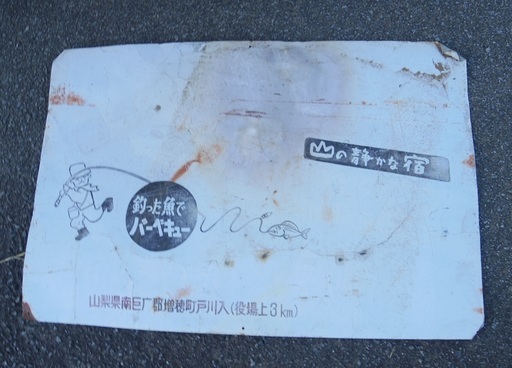 山の静かな宿
釣った魚で
バーベキュー
山梨県南巨广郡増穂町戸川入(役場上3km)